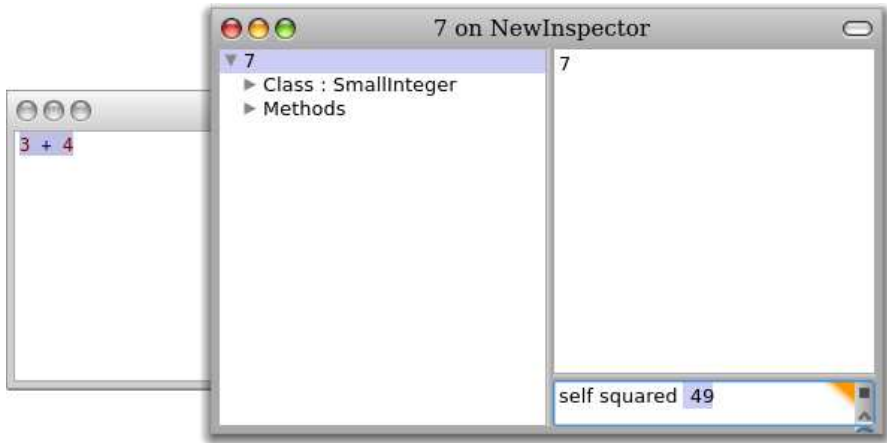 7 on NewInspector
3 + 4
7
Class : SmallInteger
Methods
7
self squared 49